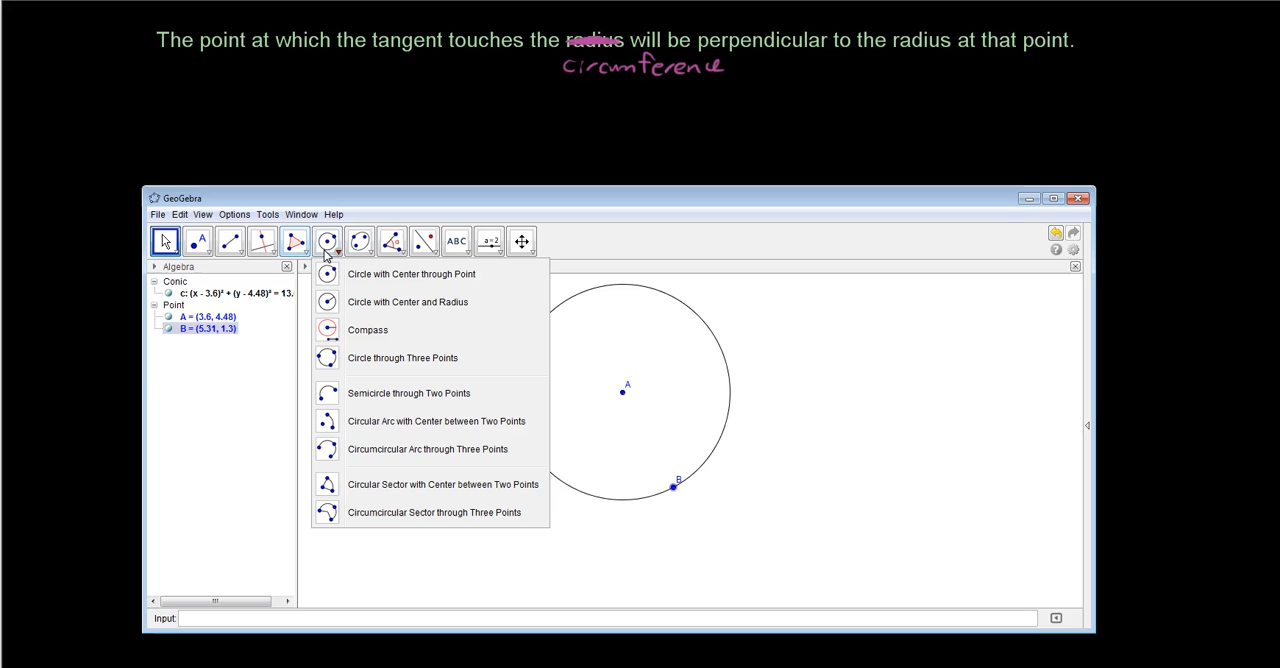 The point at which the tangent touches the radius will be perpendicular to the radius at that point.
circumference
GeoGebra
File Edit View Options Tools Window Help
A ABC a=2
Algebra
Conic
c: (x - 3.6)² + (y - 4.48)² = 13.
Point
A = (3.6, 4.48)
B = (5.31, 1.3)
Circle with Center through Point
Circle with Center and Radius
Compass
Circle through Three Points
Semicircle through Two Points
Circular Arc with Center between Two Points
Circumcircular Arc through Three Points
Circular Sector with Center between Two Points
Circumcircular Sector through Three Points
A
B
Input: